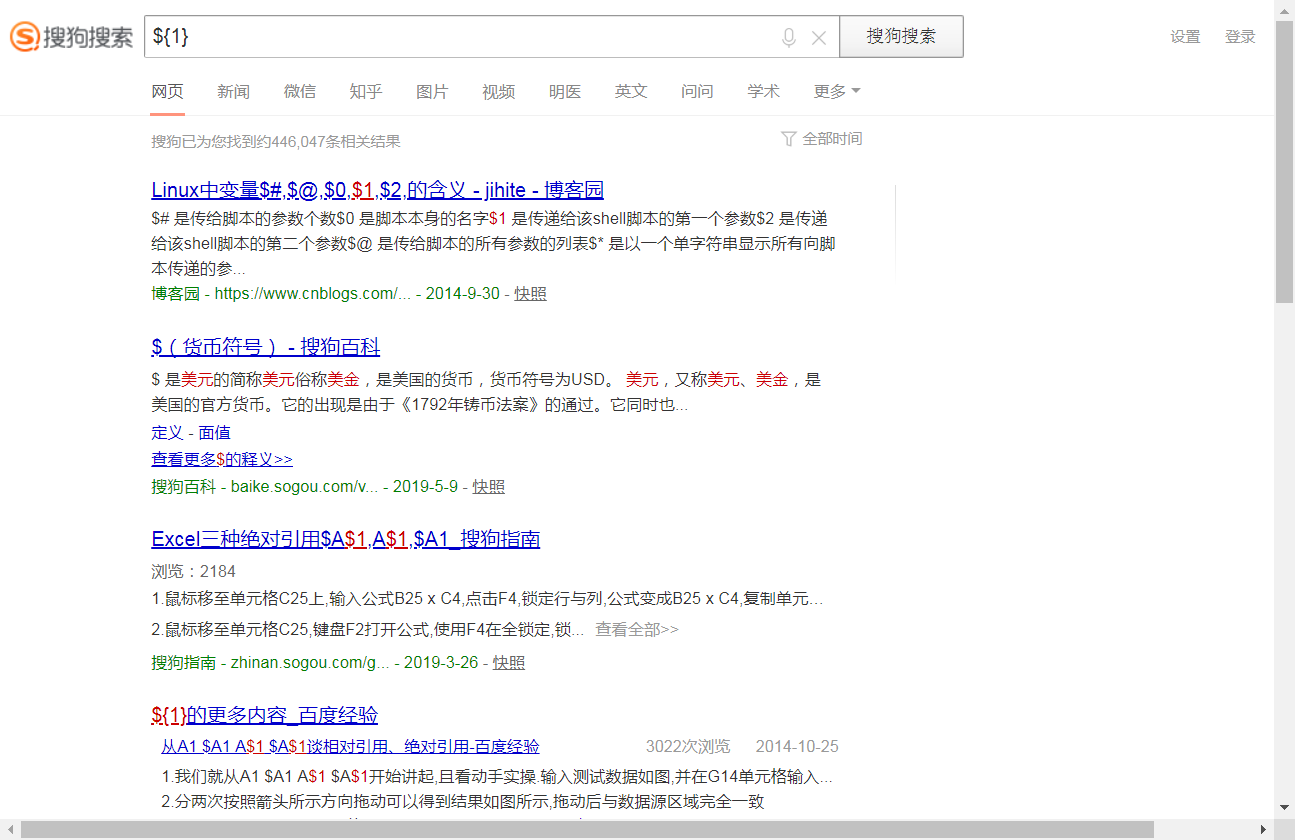 搜狗搜索
${1}
搜狗搜索
设置 登录
网页 新闻 微信 知乎 图片 视频 明医 英文 问问 学术 更多
搜狗已为您找到约446,047条相关结果
全部时间
Linux中变量$#,$@,$0,$1,$2,的含义 - jihite - 博客园
$# 是传给脚本的参数个数$0 是脚本本身的名字$1 是传递给该shell脚本的第一个参数$2 是传递
给该shell脚本的第二个参数$@ 是传给脚本的所有参数的列表$* 是以一个单字符串显示所有向脚
本传递的参...
博客园 - https://www.cnblogs.com/... - 2014-9-30 - 快照
$（货币符号） - 搜狗百科
$ 是美元的简称美元俗称美金，是美国的货币，货币符号为USD。 美元，又称美元、美金，是
美国的官方货币。它的出现是由于《1792年铸币法案》的通过。它同时也...
定义 - 面值
查看更多$的释义>>
搜狗百科 - baike.sogou.com/v... - 2019-5-9 - 快照
Excel三种绝对引用$A$1,A$1,$A1_搜狗指南
浏览：2184
1.鼠标移至单元格C25上,输入公式B25 x C4,点击F4,锁定行与列,公式变成B25 x C4,复制单元...
2.鼠标移至单元格C25,键盘F2打开公式,使用F4在全锁定,锁... 查看全部>>
搜狗指南 - zhinan.sogou.com/g... - 2019-3-26 - 快照
${1}的更多内容_百度经验
从A1 $A1 A$1 $A$1谈相对引用、绝对引用-百度经验 3022次浏览 2014-10-25
1.我们就从A1 $A1 A$1 $A$1开始讲起,且看动手实操.输入测试数据如图,并在G14单元格输入...
2.分两次按照箭头所示方向拖动可以得到结果如图所示,拖动后与数据源区域完全一致